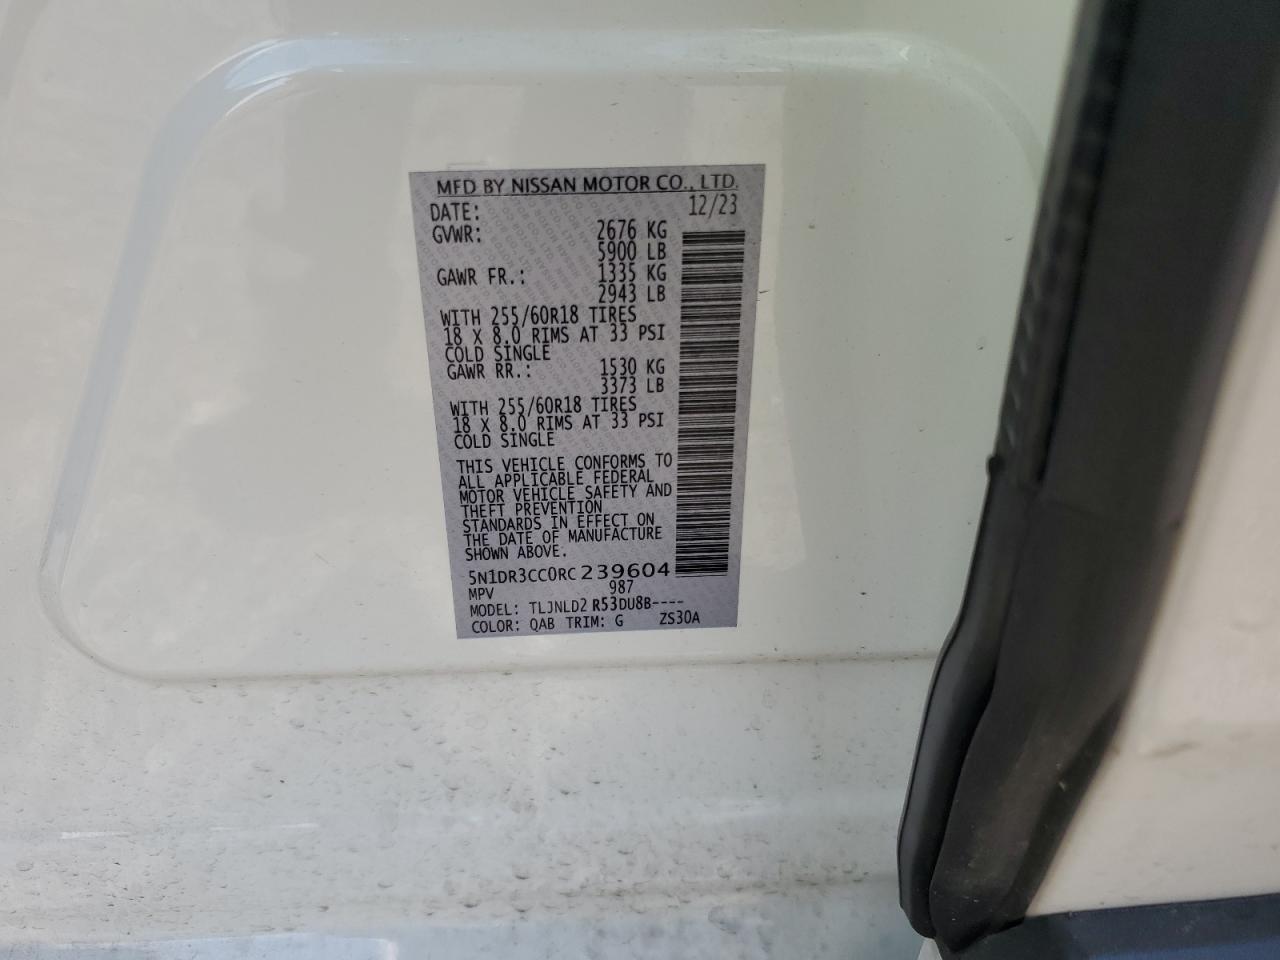 MFD BY NISSAN MOTOR CO., LTD.
DATE: 12/23
GVWR: 2676 KG
5900 LB
GAWR FR.: 1335 KG
2943 LB
WITH 255/60R18 TIRES
18 X 8.0 RIMS AT 33 PSI
COLD SINGLE
GAWR RR.: 1530 KG
3373 LB
WITH 255/60R18 TIRES
18 X 8.0 RIMS AT 33 PSI
COLD SINGLE
THIS VEHICLE CONFORMS TO
ALL APPLICABLE FEDERAL
MOTOR VEHICLE SAFETY AND
THEFT PREVENTION
STANDARDS IN EFFECT ON
THE DATE OF MANUFACTURE
SHOWN ABOVE.
5N1DR3CC0RC239604
MPV 987
MODEL: TLJNLD2 R53DU8B----
COLOR: QAB TRIM: G ZS30A